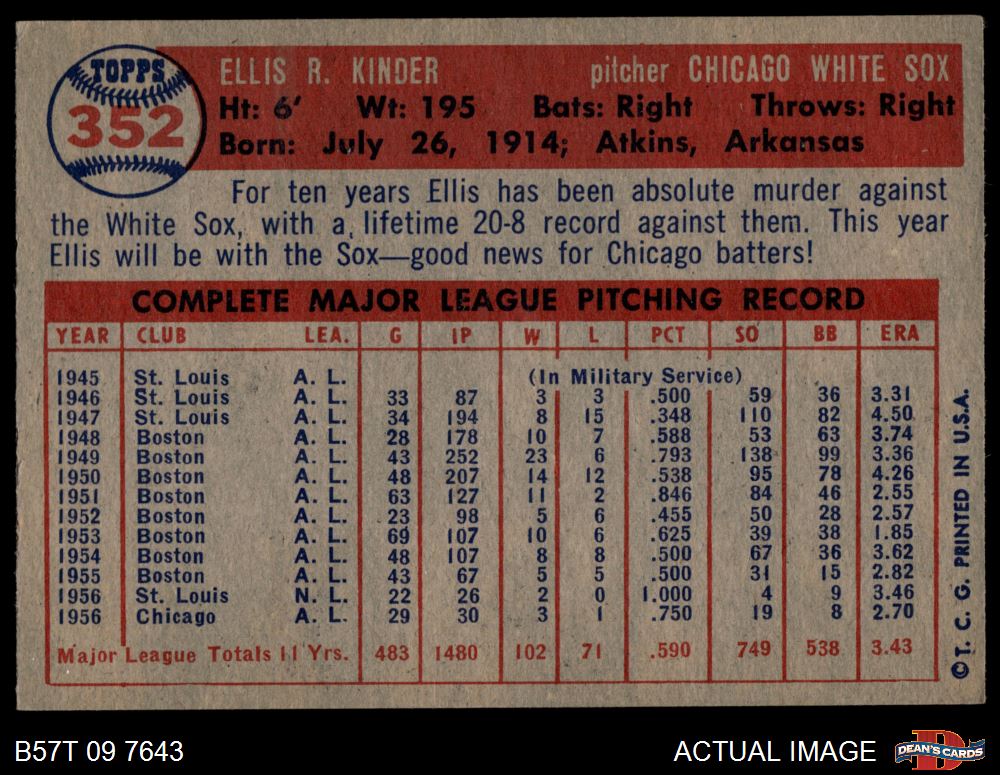 TOPPS
352
ELLIS R. KINDER pitcher CHICAGO WHITE SOX
Ht: 6' Wt: 195 Bats: Right Throws: Right
Born: July 26, 1914; Atkins, Arkansas
For ten years Ellis has been absolute murder against
the White Sox, with a lifetime 20-8 record against them. This year
Ellis will be with the Sox—good news for Chicago batters!
COMPLETE MAJOR LEAGUE PITCHING RECORD
YEAR CLUB LEA. G IP W L PCT SO BB ERA
1945 St. Louis A. L. (In Military Service)
1946 St. Louis A. L. 33 87 3 3 .500 59 36 3.31
1947 St. Louis A. L. 34 194 8 15 .348 110 82 4.50
1948 Boston A. L. 28 178 10 7 .588 53 63 3.74
1949 Boston A. L. 43 252 23 6 .793 138 99 3.36
1950 Boston A. L. 48 207 14 12 .538 95 78 4.26
1951 Boston A. L. 63 127 11 2 .846 84 46 2.55
1952 Boston A. L. 23 98 5 6 .455 50 28 2.57
1953 Boston A. L. 69 107 10 6 .625 39 38 1.85
1954 Boston A. L. 48 107 8 8 .500 67 36 3.62
1955 Boston A. L. 43 67 5 5 .500 31 15 2.82
1956 St. Louis N. L. 22 26 2 0 1.000 4 9 3.46
1956 Chicago A. L. 29 30 3 1 .750 19 8 2.70
Major League Totals 11 Yrs. 483 1480 102 71 .590 749 538 3.43
©T. C. G. PRINTED IN U.S.A.
B57T 09 7643 ACTUAL IMAGE DEAN'S CARDS